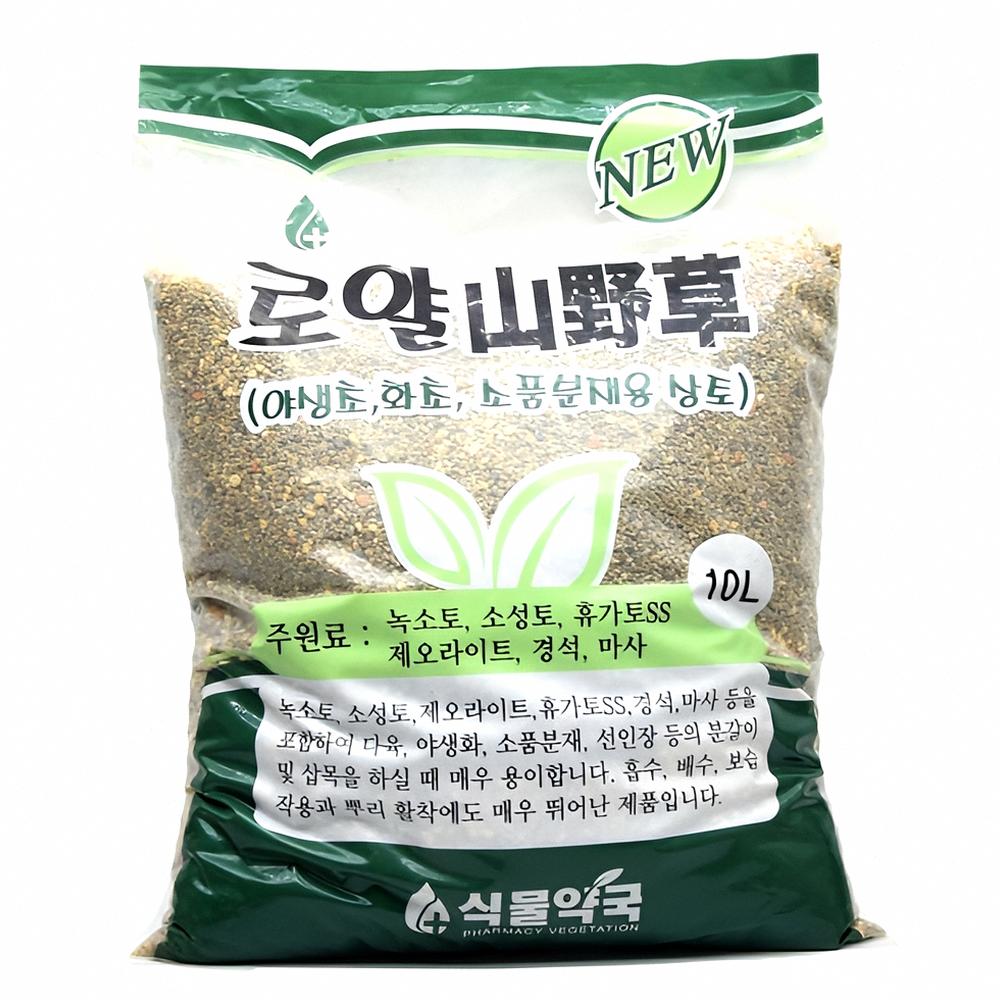 NEW
로얄山野草
(야생초,화초, 소품분재용 상토)
10L
주원료 : 녹소토, 소성토, 휴가토SS
제오라이트, 경석, 마사
녹소토, 소성토,제오라이트,휴가토SS,경석,마사 등을
포함하여 다육, 야생화, 소품분재, 선인장 등의 분갈이
및 삽목을 하실 때 매우 용이합니다. 흡수, 배수, 보습
작용과 뿌리 활착에도 매우 뛰어난 제품입니다.
식물약국
PHARMACY VEGETATION